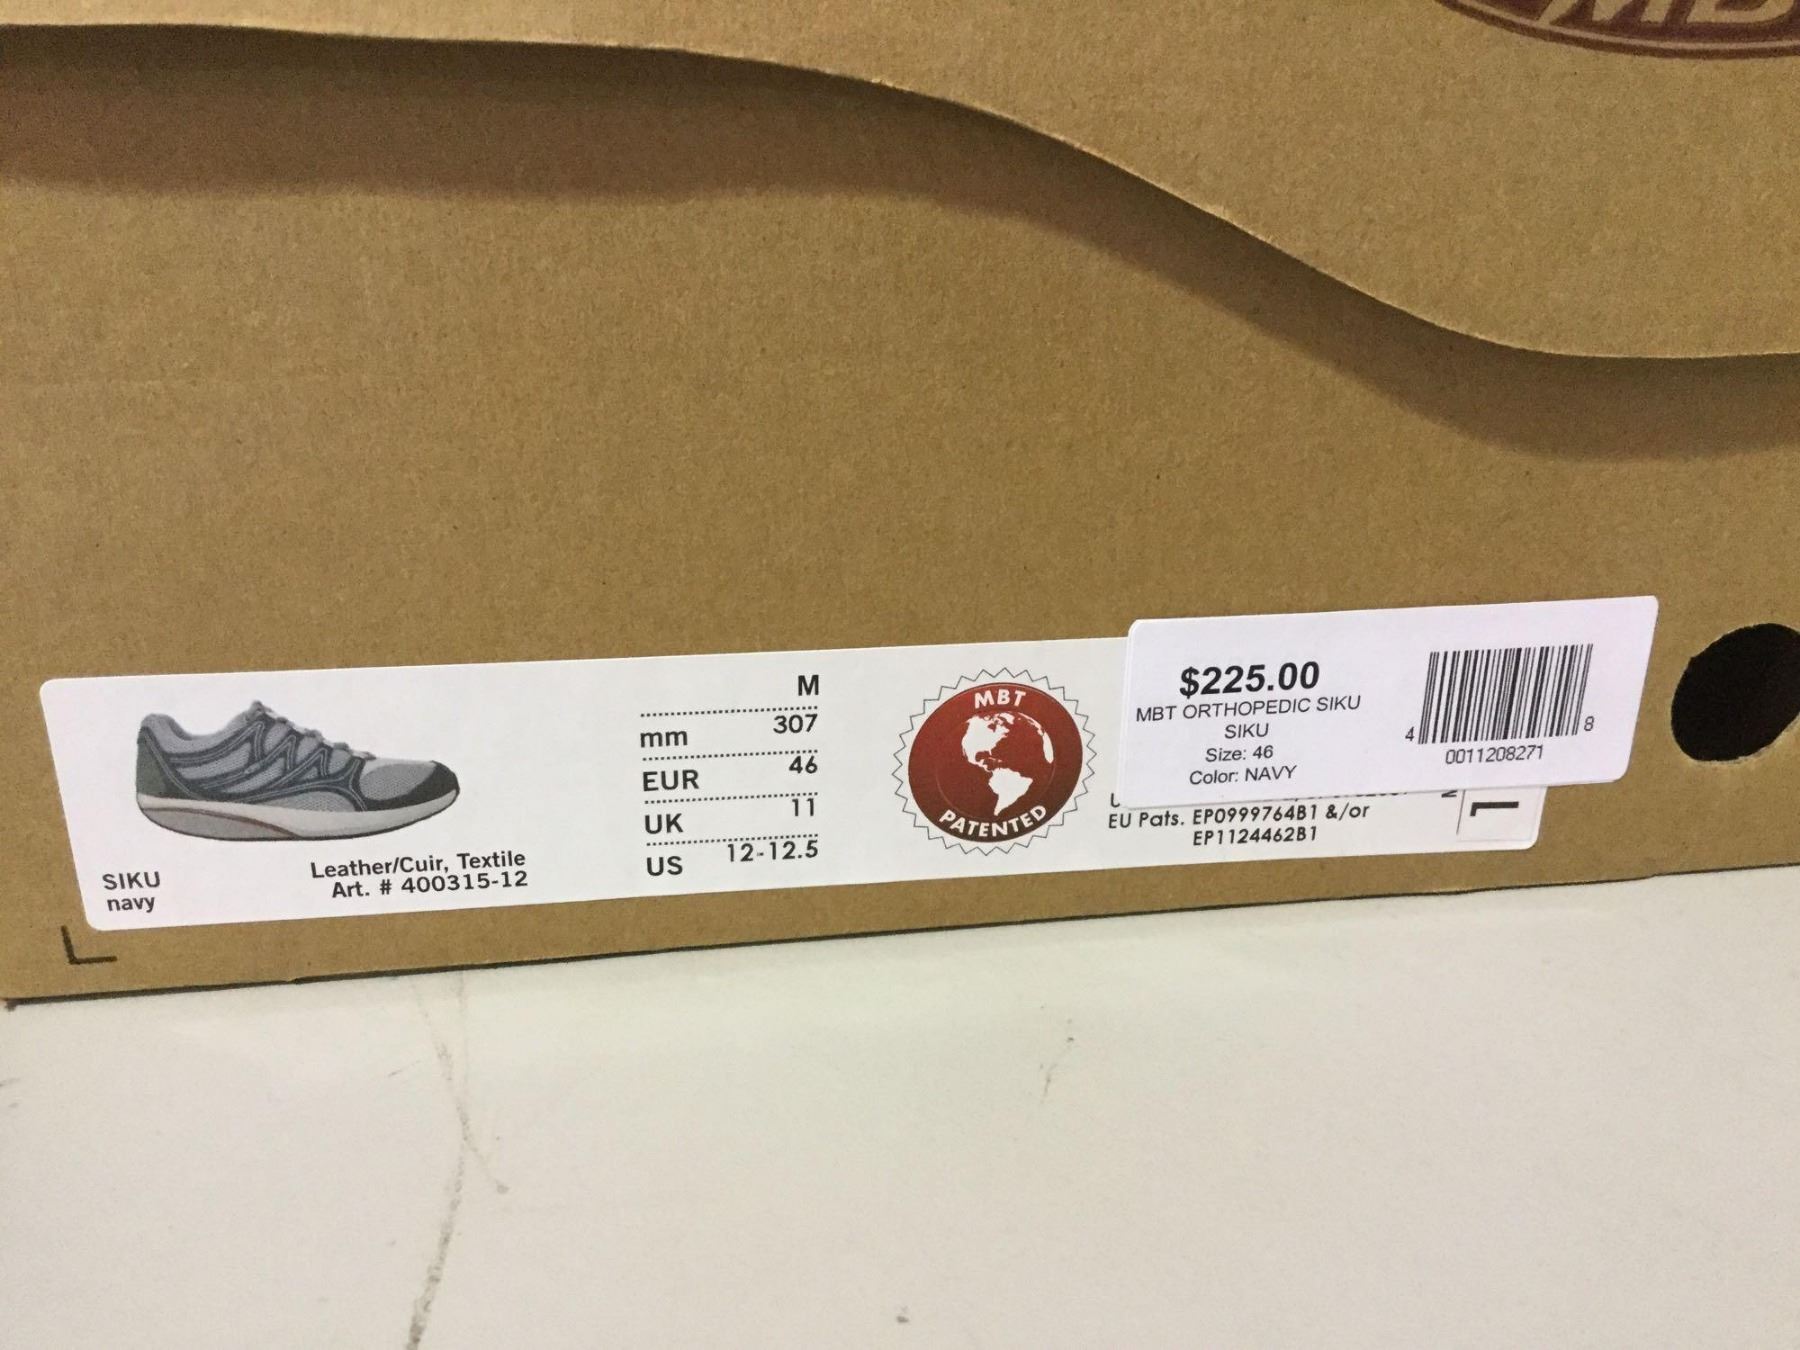 MB
SIKU
navy
Leather/Cuir, Textile
Art. # 400315-12
M
mm 307
EUR 46
UK 11
US 12-12.5
MBT
PATENTED
EU Pats. EP0999764B1 &/or
EP1124462B1
1
$225.00
MBT ORTHOPEDIC SIKU
SIKU
Size: 46
Color: NAVY
4 0011208271 8